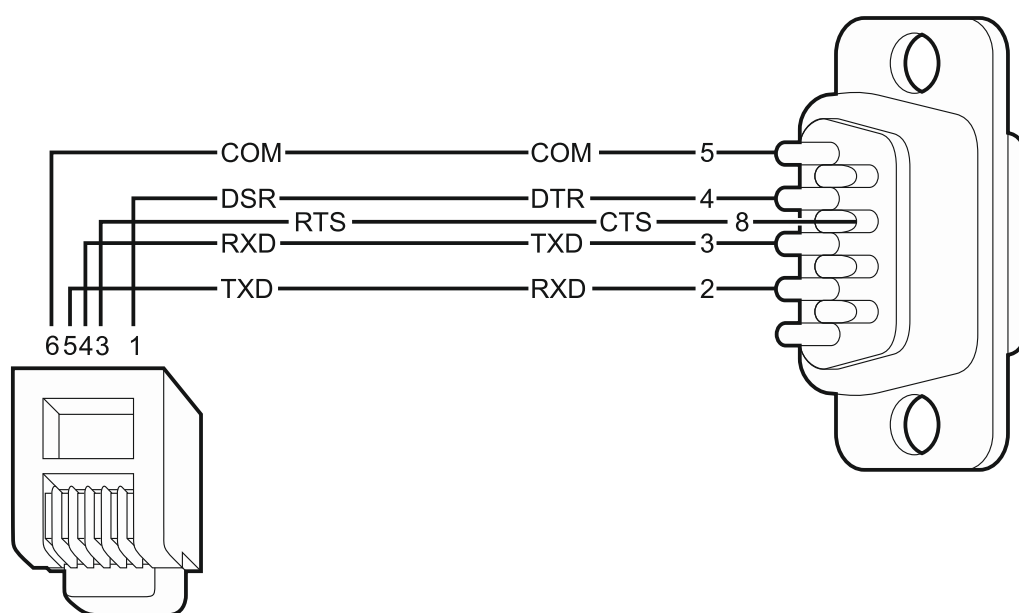 COM COM 5
DSR DTR 4
RTS CTS 8
RXD TXD 3
TXD RXD 2
6543 1